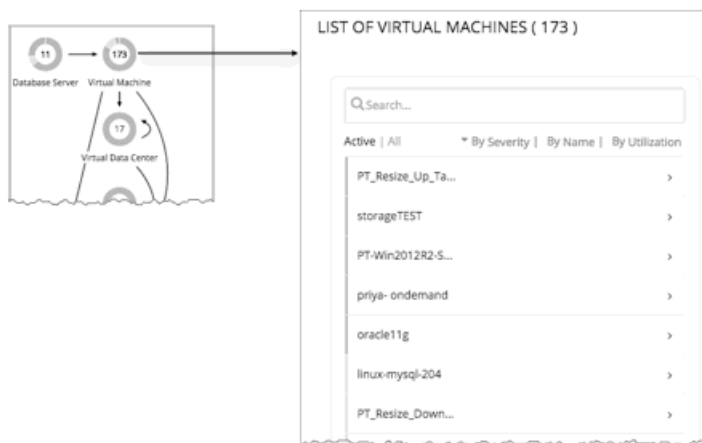 LIST OF VIRTUAL MACHINES ( 173 )
11
173
Database Server
Virtual Machine
17
Virtual Data Center
Search...
Active | All
By Severity | By Name | By Utilization
PT_Resize_Up_Ta...
storageTEST
PT-Win2012R2-S...
priya- ondemand
oracle11g
linux-mysql-204
PT_Resize_Down...